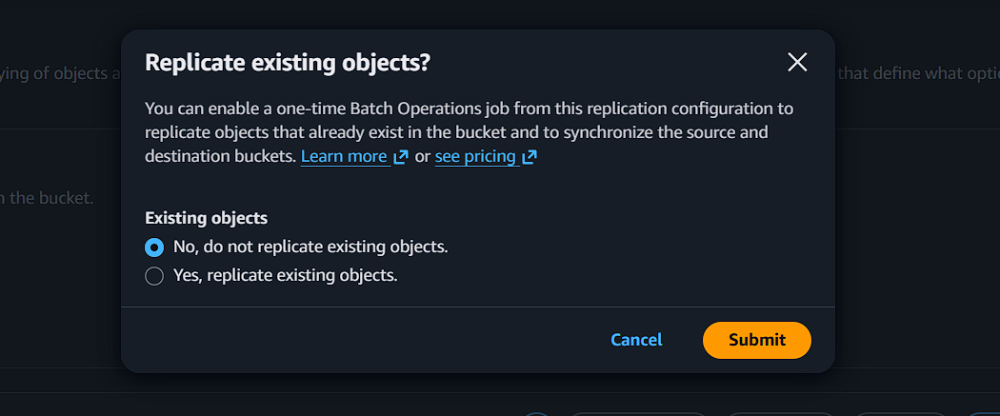 Replicate existing objects?
ying of objects a
that define what optio
You can enable a one-time Batch Operations job from this replication configuration to
replicate objects that already exist in the bucket and to synchronize the source and
destination buckets. Learn more or see pricing
n the bucket.
Existing objects
No, do not replicate existing objects.
Yes, replicate existing objects.
Cancel
Submit